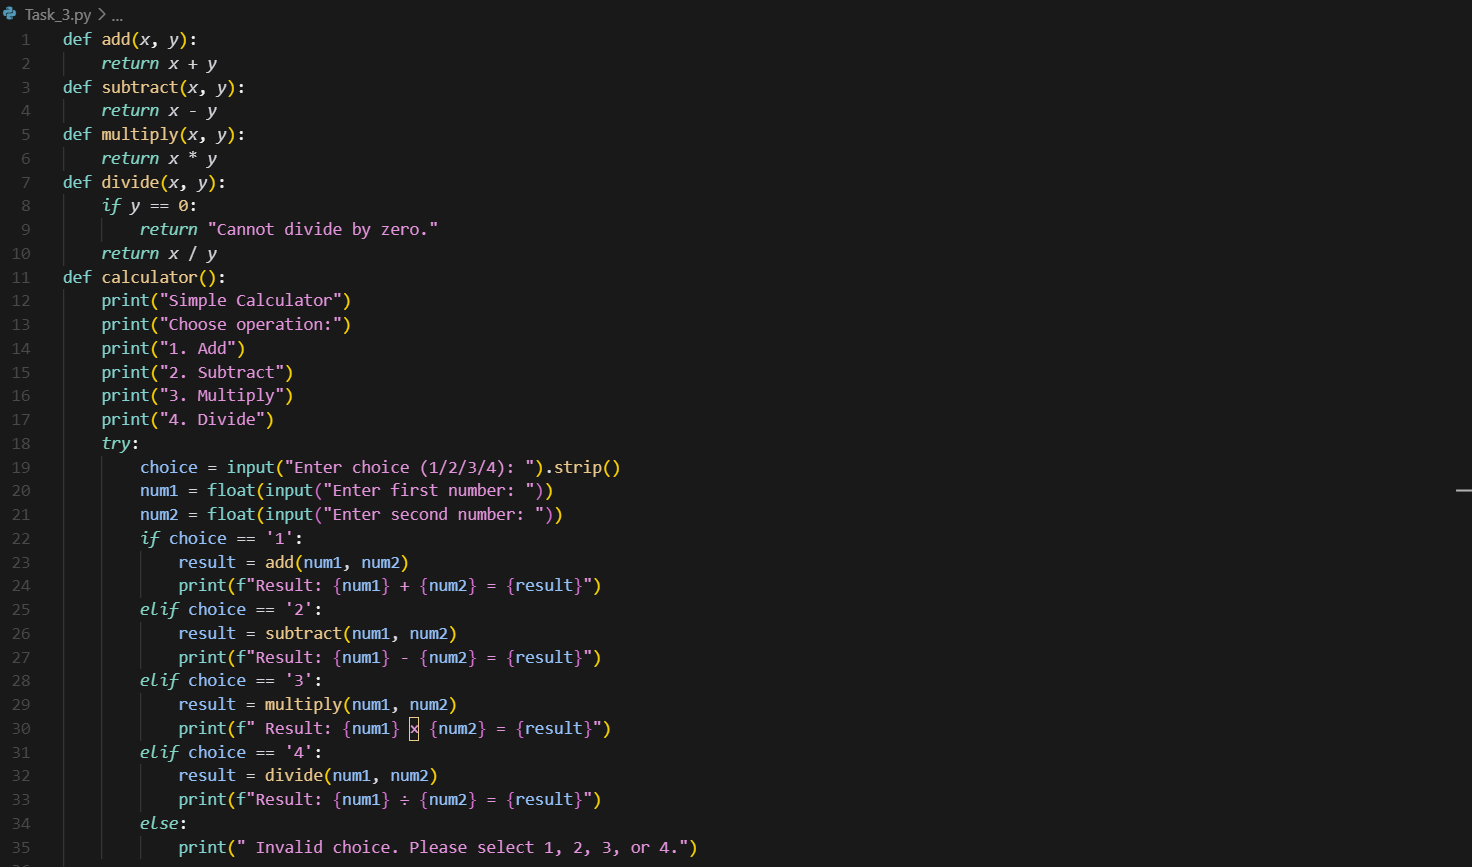 Task_3.py > ...
1 def add(x, y):
2     return x + y
3 def subtract(x, y):
4     return x - y
5 def multiply(x, y):
6     return x * y
7 def divide(x, y):
8     if y == 0:
9         return "Cannot divide by zero."
10     return x / y
11 def calculator():
12     print("Simple Calculator")
13     print("Choose operation:")
14     print("1. Add")
15     print("2. Subtract")
16     print("3. Multiply")
17     print("4. Divide")
18     try:
19         choice = input("Enter choice (1/2/3/4): ").strip()
20         num1 = float(input("Enter first number: "))
21         num2 = float(input("Enter second number: "))
22         if choice == '1':
23             result = add(num1, num2)
24             print(f"Result: {num1} + {num2} = {result}")
25         elif choice == '2':
26             result = subtract(num1, num2)
27             print(f"Result: {num1} - {num2} = {result}")
28         elif choice == '3':
29             result = multiply(num1, num2)
30             print(f" Result: {num1} × {num2} = {result}")
31         elif choice == '4':
32             result = divide(num1, num2)
33             print(f"Result: {num1} ÷ {num2} = {result}")
34         else:
35             print(" Invalid choice. Please select 1, 2, 3, or 4.")